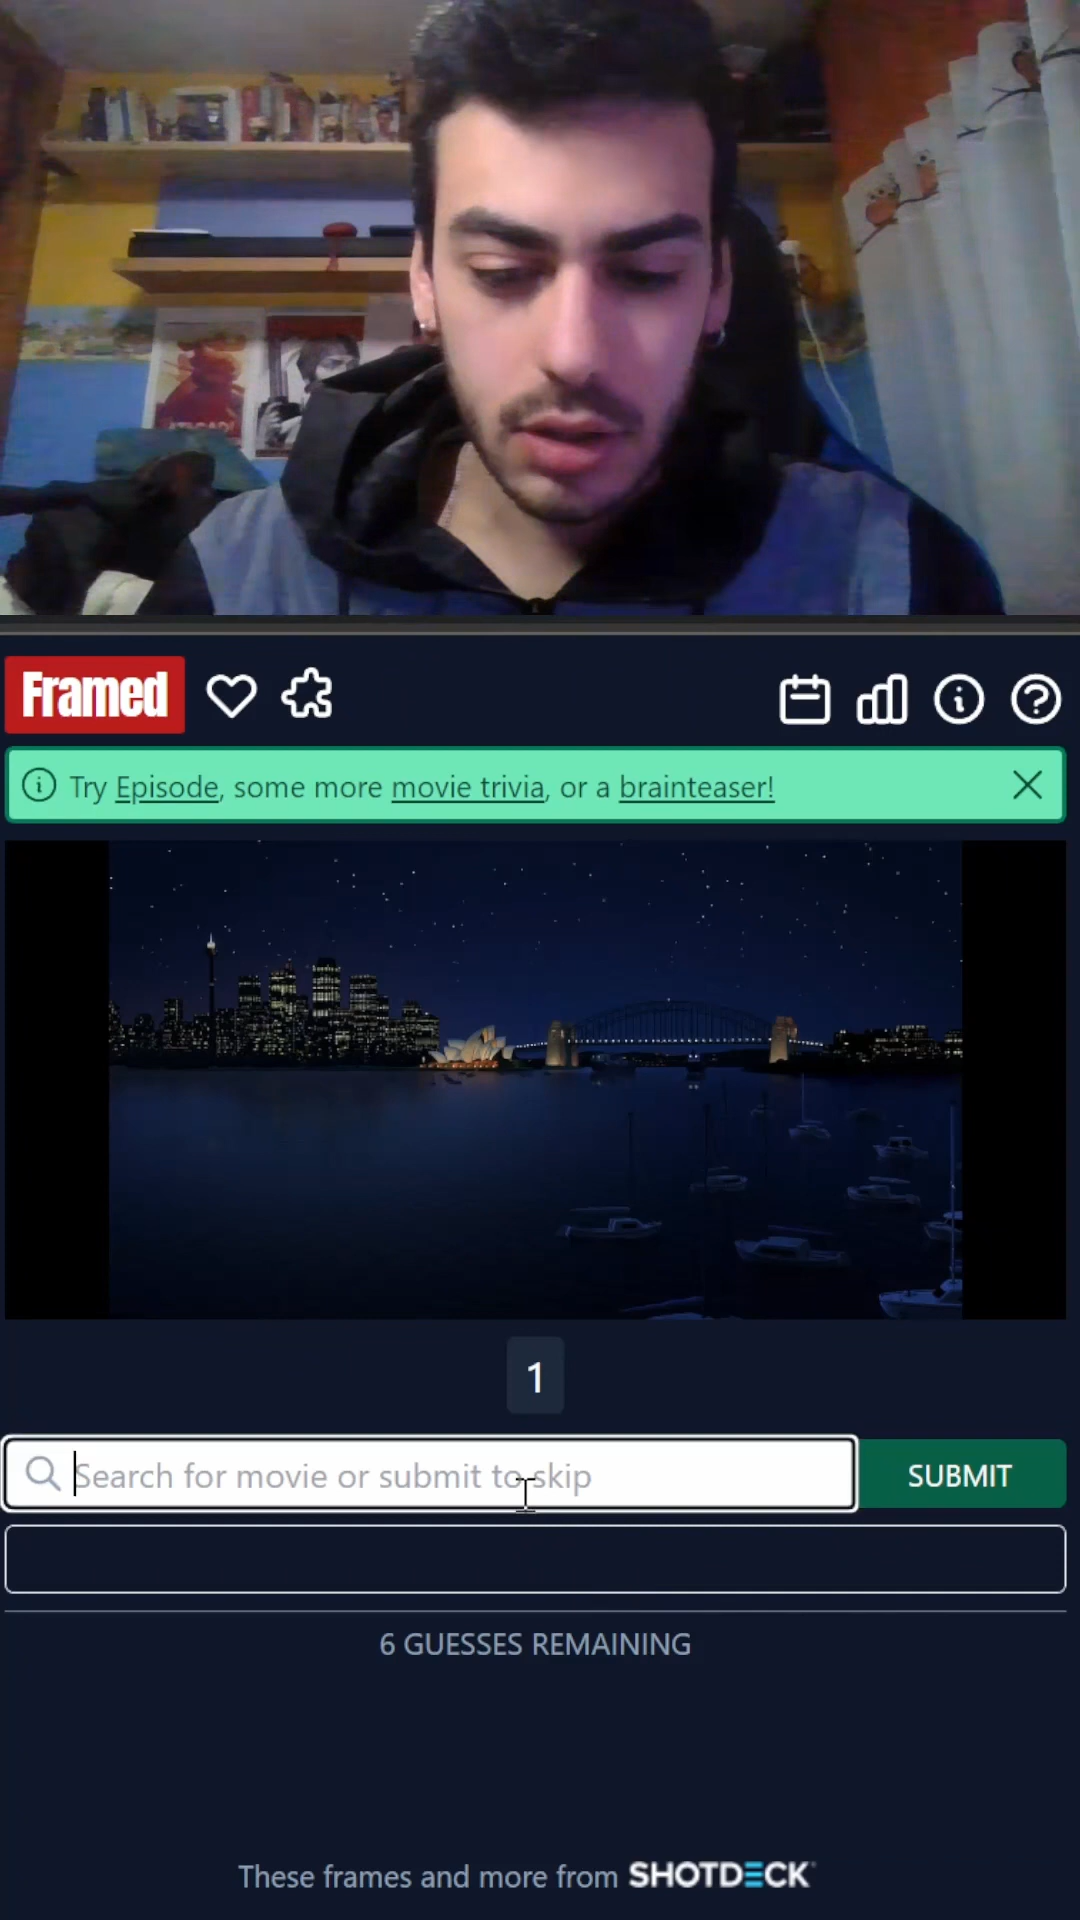 Framed
Try Episode, some more movie trivia, or a brainteaser!
1
Search for movie or submit to skip
SUBMIT
6 GUESSES REMAINING
These frames and more from SHOTDECK